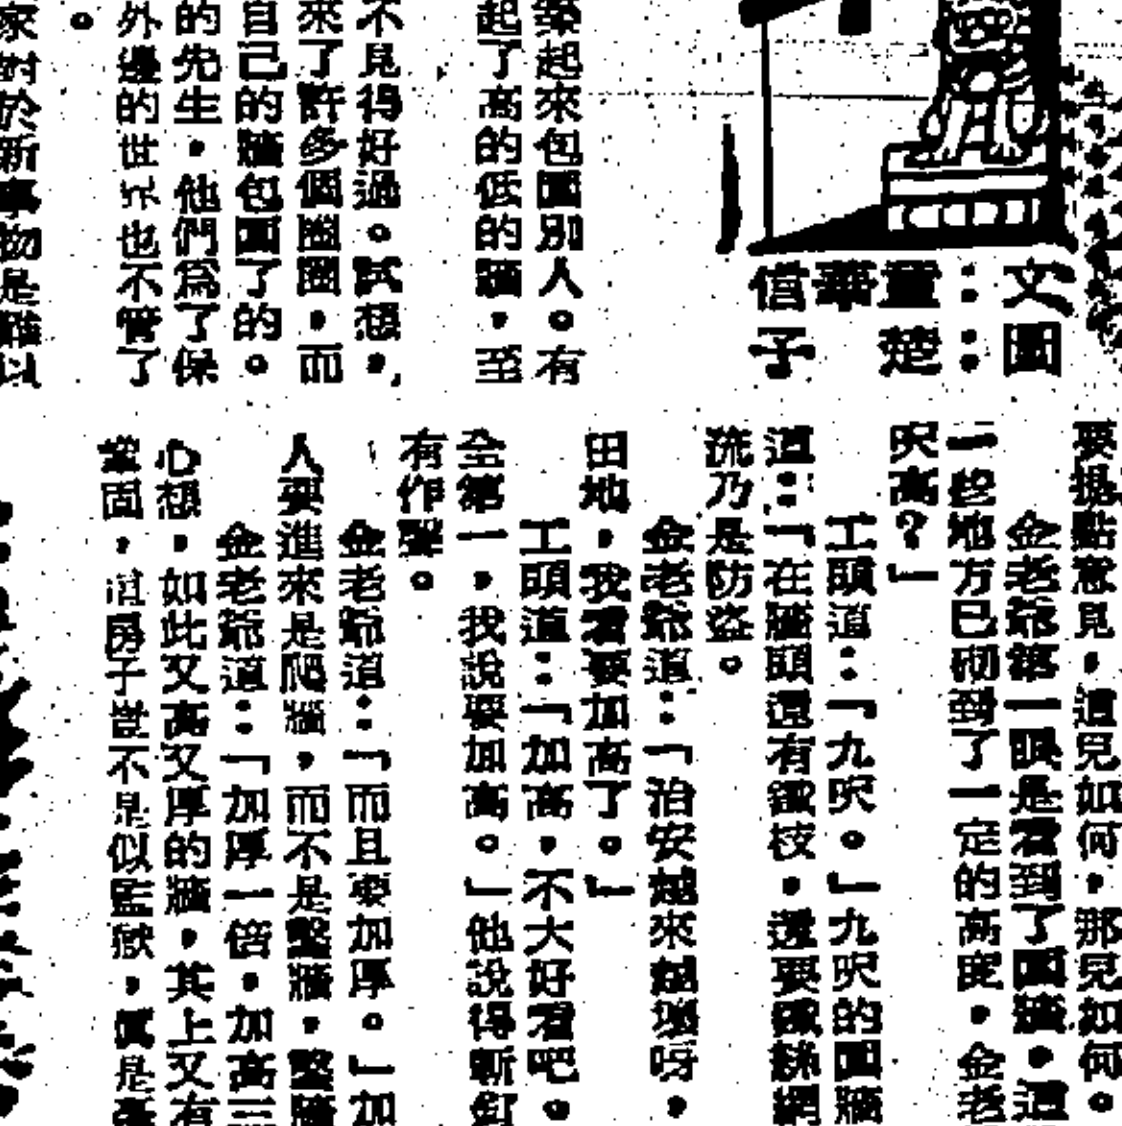 文：童華
圖：楚信子
築起來包圍別人。有
起了高的低的牆，至
不見得好過。試想，
來了許多個圈圈，而
自己的牆包圍了的。
的先生，他們爲了保
外邊的世界也不管了
。
家對於新事物是難以
要提點意見，這兒如何，那兒如何。
金老爺第一眼是看到了圍牆，這
一些地方已砌到了一定的高度，金老
呎高？」
工頭道：「九呎。」九呎的圍牆
道：「在牆頭還有鐵枝，還要鐵絲網
流乃是防盜。
金老爺道：「治安越來越壞呀，
田地，我看要加高了。」
工頭道：「加高，不大好看吧。
全第一，我說要加高。」他說得斬釘
有作聲。
金老爺道：「而且要加厚。」加
人要進來是爬牆，而不是鑿牆，鑿牆
金老爺道：「加厚一倍，加高三
心想，如此又高又厚的牆，其上又有
鞏固，這房子豈不是似監獄，真是